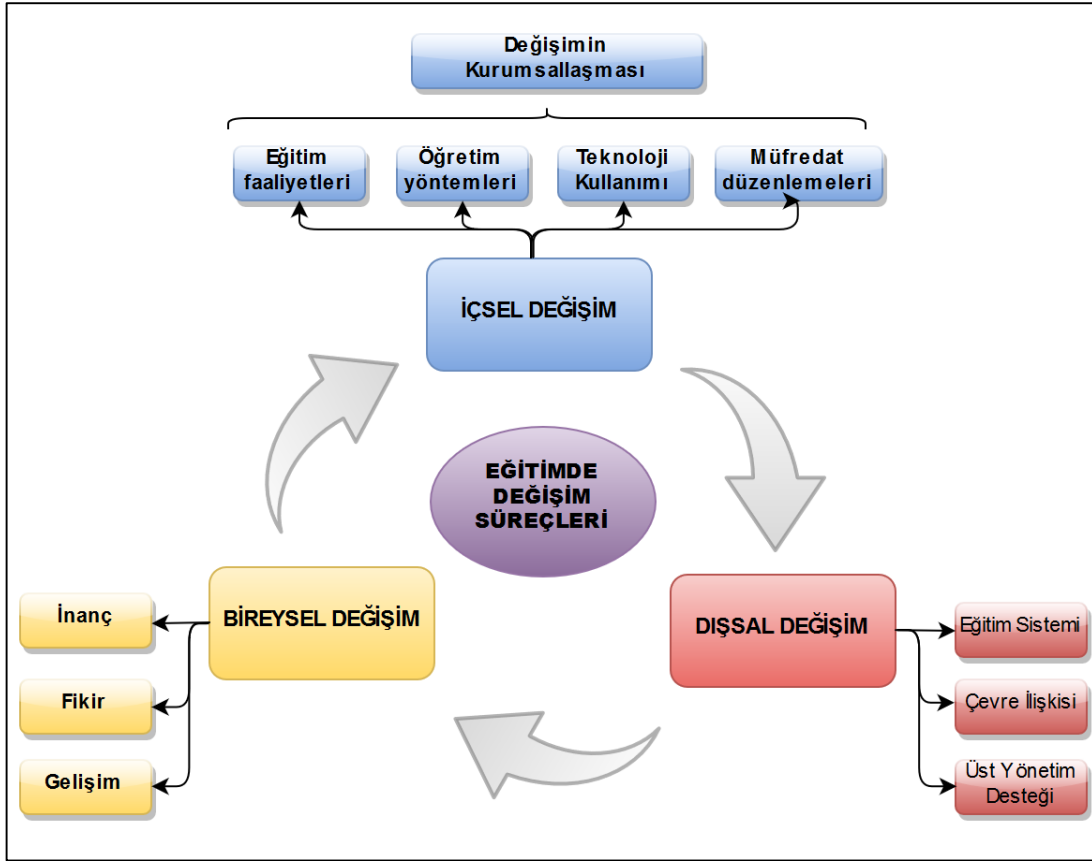 Değişimin
Kurumsallaşması
Eğitim
faaliyetleri
Öğretim
yöntemleri
Teknoloji
Kullanımı
Müfredat
düzenlemeleri
İÇSEL DEĞİŞİM
EĞİTİMDE
DEĞİŞİM
SÜREÇLERİ
BİREYSEL DEĞİŞİM
İnanç
Fikir
Gelişim
DIŞSAL DEĞİŞİM
Eğitim Sistemi
Çevre İlişkisi
Üst Yönetim
Desteği